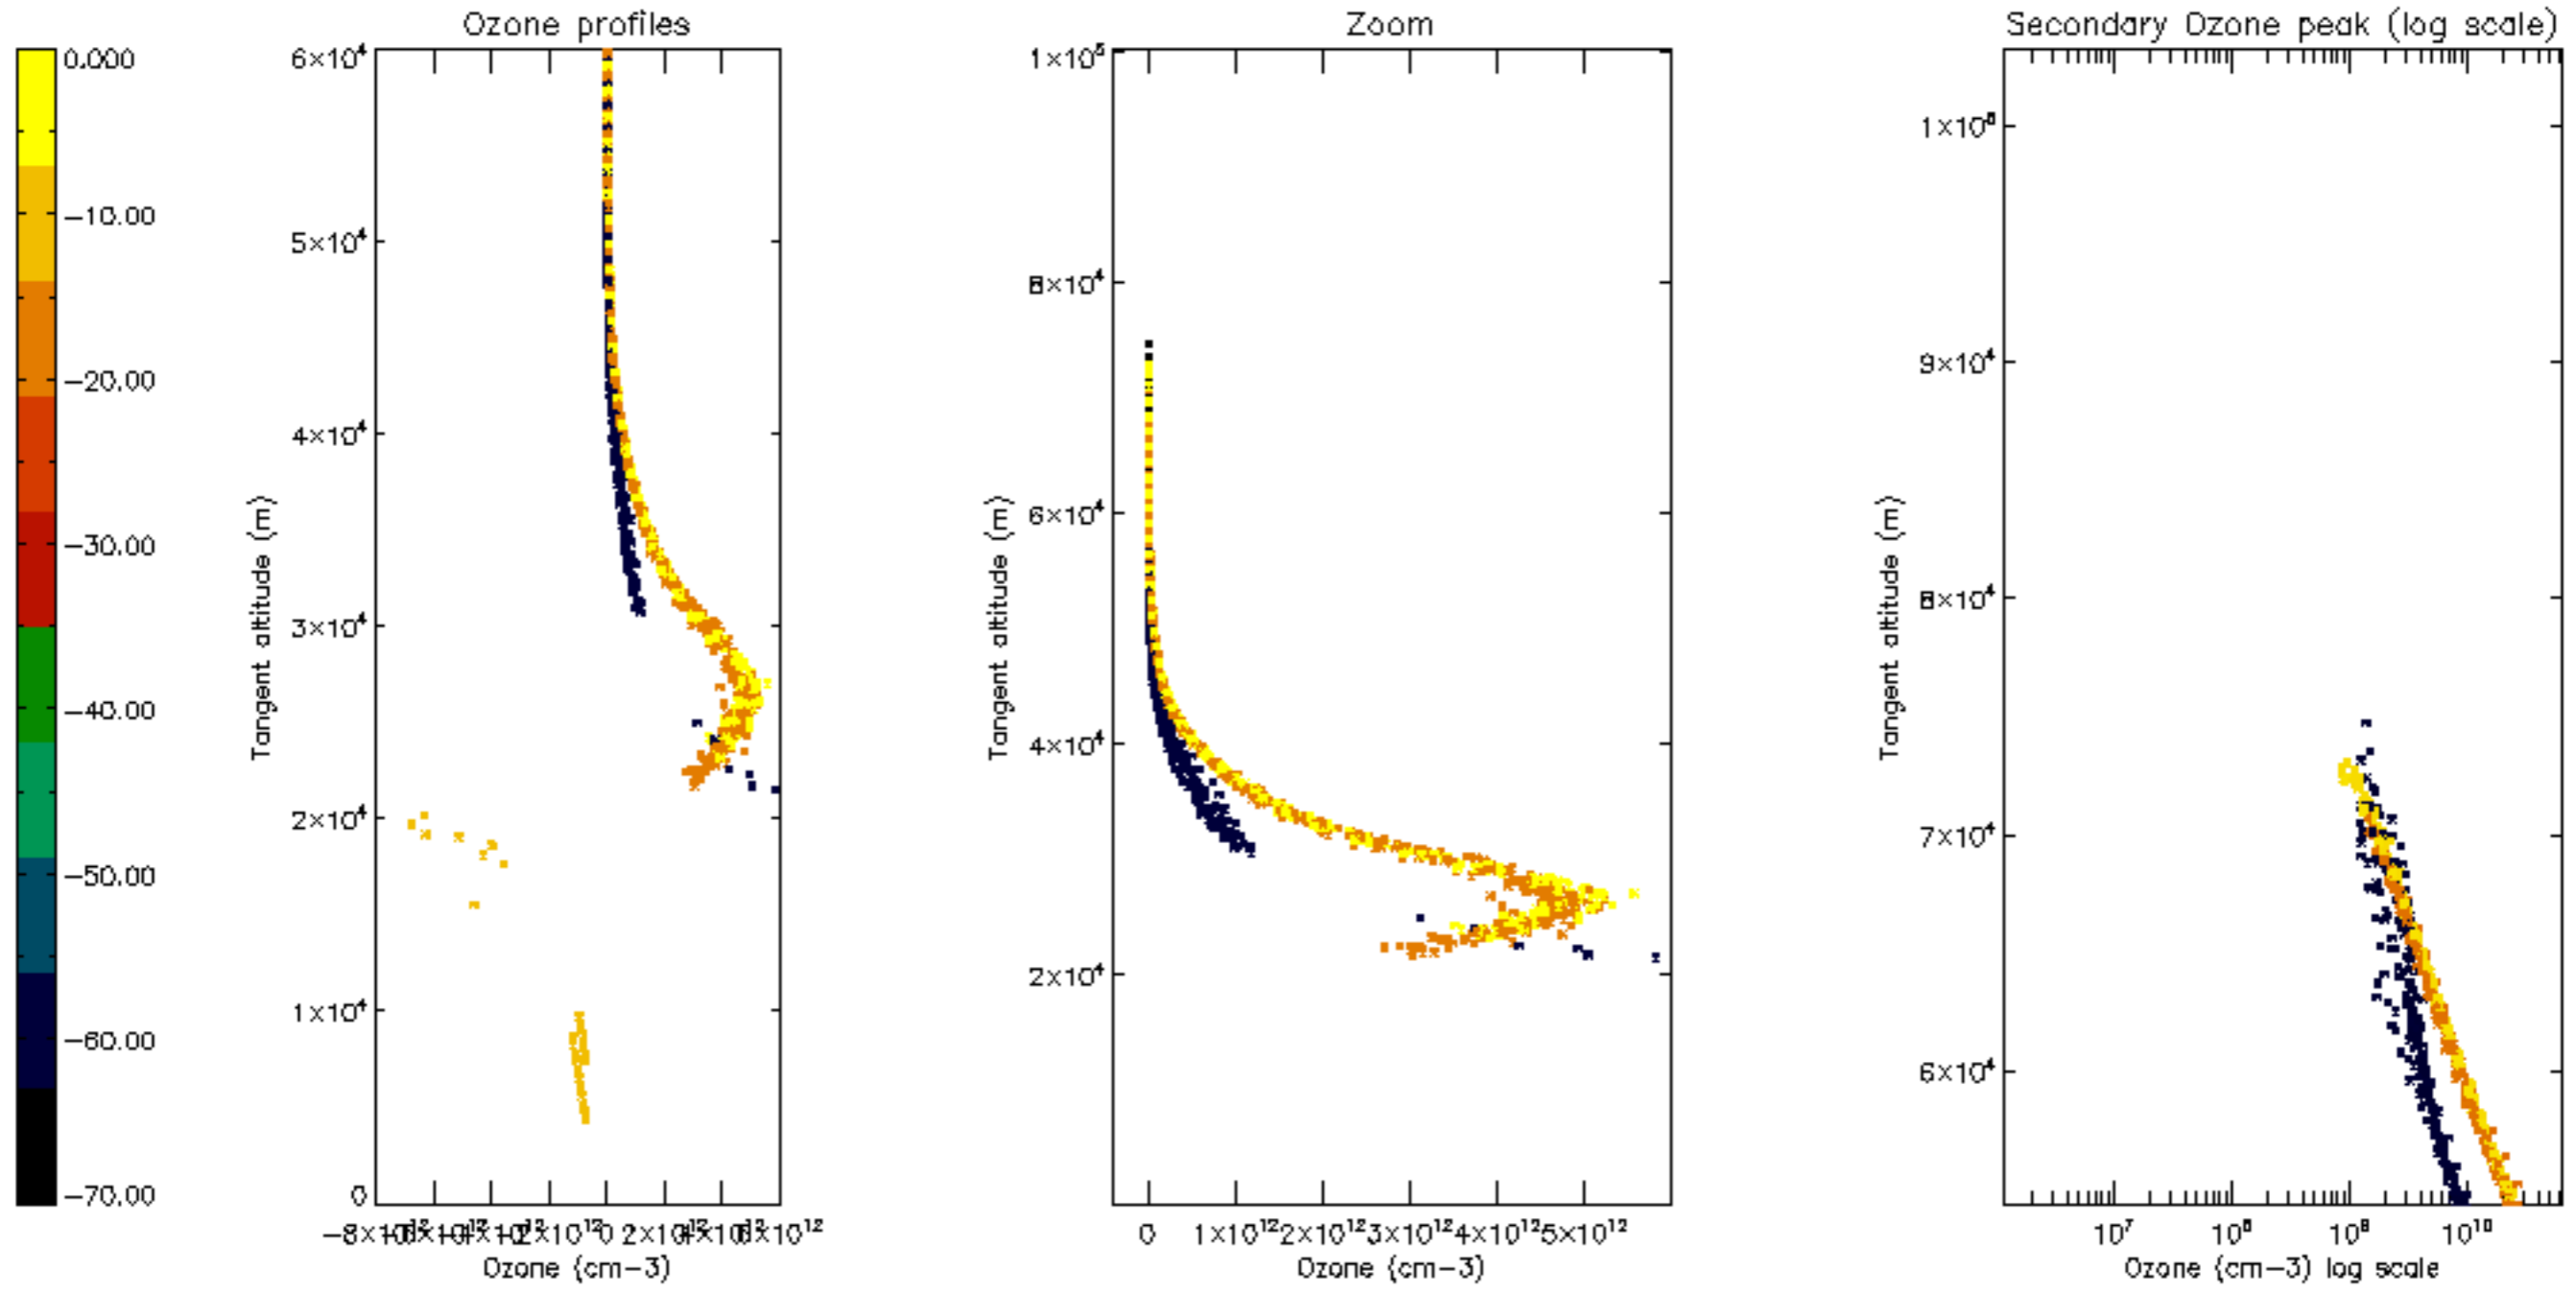 Ozone profiles
Zoom
Secondary Ozone peak (log scale)
0.000
−10.00
−20.00
−30.00
−40.00
−50.00
−60.00
−70.00
Tangent altitude (m)
6×10⁴
5×10⁴
4×10⁴
3×10⁴
2×10⁴
1×10⁴
0
0
Ozone (cm−3)
Tangent altitude (m)
1×10⁵
8×10⁴
6×10⁴
4×10⁴
2×10⁴
0 1×10¹² 2×10¹² 3×10¹² 4×10¹² 5×10¹²
Ozone (cm−3)
Tangent altitude (m)
1×10⁵
9×10⁴
8×10⁴
7×10⁴
6×10⁴
10⁷ 10⁸ 10⁹ 10¹⁰
Ozone (cm−3) log scale